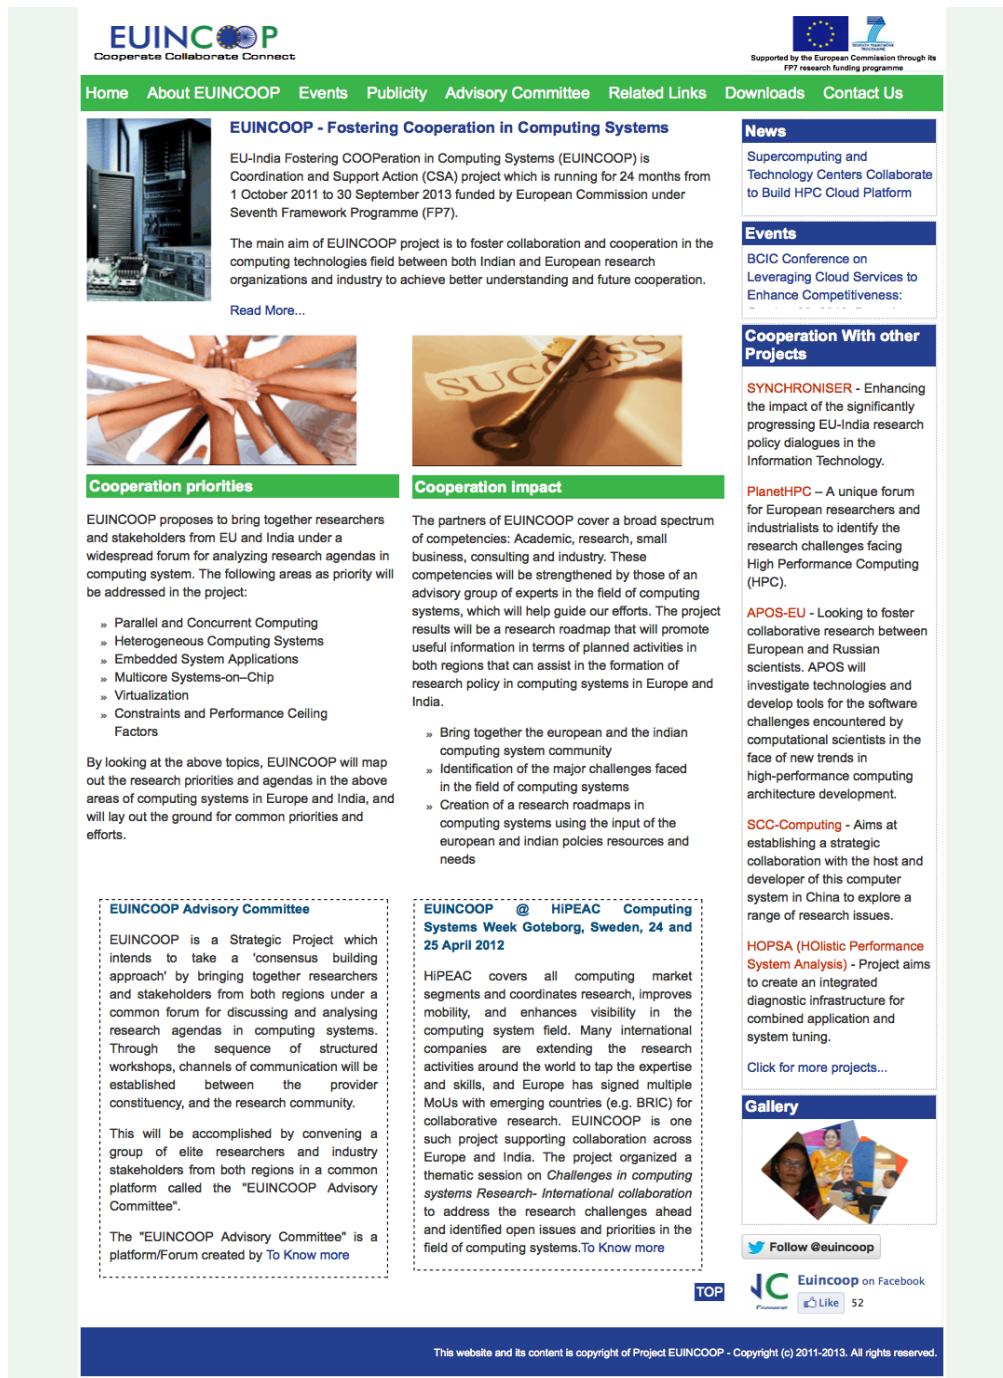 EUINCOOP
Cooperate Collaborate Connect
SEVENTH FRAMEWORK
PROGRAMME
Supported by the European Commission through its
FP7 research funding programme
Home About EUINCOOP Events Publicity Advisory Committee Related Links Downloads Contact Us
EUINCOOP - Fostering Cooperation in Computing Systems
EU-India Fostering COOPeration in Computing Systems (EUINCOOP) is
Coordination and Support Action (CSA) project which is running for 24 months from
1 October 2011 to 30 September 2013 funded by European Commission under
Seventh Framework Programme (FP7).
The main aim of EUINCOOP project is to foster collaboration and cooperation in the
computing technologies field between both Indian and European research
organizations and industry to achieve better understanding and future cooperation.
Read More...
SUCCESS
Cooperation priorities
EUINCOOP proposes to bring together researchers
and stakeholders from EU and India under a
widespread forum for analyzing research agendas in
computing system. The following areas as priority will
be addressed in the project:
» Parallel and Concurrent Computing
» Heterogeneous Computing Systems
» Embedded System Applications
» Multicore Systems-on–Chip
» Virtualization
» Constraints and Performance Ceiling
Factors
By looking at the above topics, EUINCOOP will map
out the research priorities and agendas in the above
areas of computing systems in Europe and India, and
will lay out the ground for common priorities and
efforts.
Cooperation impact
The partners of EUINCOOP cover a broad spectrum
of competencies: Academic, research, small
business, consulting and industry. These
competencies will be strengthened by those of an
advisory group of experts in the field of computing
systems, which will help guide our efforts. The project
results will be a research roadmap that will promote
useful information in terms of planned activities in
both regions that can assist in the formation of
research policy in computing systems in Europe and
India.
» Bring together the european and the indian
computing system community
» Identification of the major challenges faced
in the field of computing systems
» Creation of a research roadmaps in
computing systems using the input of the
european and indian polcies resources and
needs
EUINCOOP Advisory Committee
EUINCOOP is a Strategic Project which
intends to take a 'consensus building
approach' by bringing together researchers
and stakeholders from both regions under a
common forum for discussing and analysing
research agendas in computing systems.
Through the sequence of structured
workshops, channels of communication will be
established between the provider
constituency, and the research community.
This will be accomplished by convening a
group of elite researchers and industry
stakeholders from both regions in a common
platform called the "EUINCOOP Advisory
Committee".
The "EUINCOOP Advisory Committee" is a
platform/Forum created by To Know more
EUINCOOP @ HiPEAC Computing
Systems Week Goteborg, Sweden, 24 and
25 April 2012
HiPEAC covers all computing market
segments and coordinates research, improves
mobility, and enhances visibility in the
computing system field. Many international
companies are extending the research
activities around the world to tap the expertise
and skills, and Europe has signed multiple
MoUs with emerging countries (e.g. BRIC) for
collaborative research. EUINCOOP is one
such project supporting collaboration across
Europe and India. The project organized a
thematic session on Challenges in computing
systems Research- International collaboration
to address the research challenges ahead
and identified open issues and priorities in the
field of computing systems.To Know more
TOP
News
Supercomputing and
Technology Centers Collaborate
to Build HPC Cloud Platform
Events
BCIC Conference on
Leveraging Cloud Services to
Enhance Competitiveness:
Cooperation With other
Projects
SYNCHRONISER - Enhancing
the impact of the significantly
progressing EU-India research
policy dialogues in the
Information Technology.
PlanetHPC – A unique forum
for European researchers and
industrialists to identify the
research challenges facing
High Performance Computing
(HPC).
APOS-EU - Looking to foster
collaborative research between
European and Russian
scientists. APOS will
investigate technologies and
develop tools for the software
challenges encountered by
computational scientists in the
face of new trends in
high-performance computing
architecture development.
SCC-Computing - Aims at
establishing a strategic
collaboration with the host and
developer of this computer
system in China to explore a
range of research issues.
HOPSA (HOlistic Performance
System Analysis) - Project aims
to create an integrated
diagnostic infrastructure for
combined application and
system tuning.
Click for more projects...
Gallery
Follow @euincoop
Euincoop on Facebook
Like 52
This website and its content is copyright of Project EUINCOOP - Copyright (c) 2011-2013. All rights reserved.